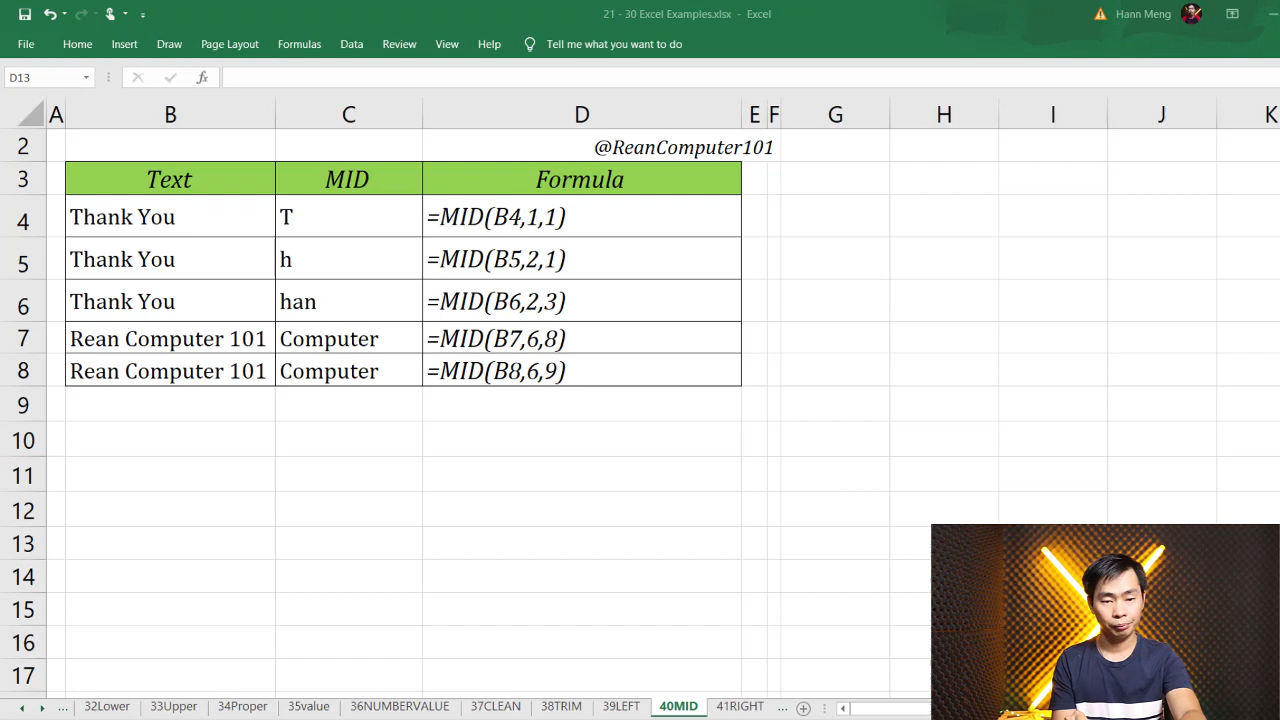 21 - 30 Excel Examples.xlsx - Excel
Hann Meng
File Home Insert Draw Page Layout Formulas Data Review View Help Tell me what you want to do
D13
fx
A B C D E F G H I J K
2 @ReanComputer101
3 Text MID Formula
4 Thank You T =MID(B4,1,1)
5 Thank You h =MID(B5,2,1)
6 Thank You han =MID(B6,2,3)
7 Rean Computer 101 Computer =MID(B7,6,8)
8 Rean Computer 101 Computer =MID(B8,6,9)
9
10
11
12
13
14
15
16
17
... 32Lower 33Upper 34Proper 35value 36NUMBERVALUE 37CLEAN 38TRIM 39LEFT 40MID 41RIGHT ...